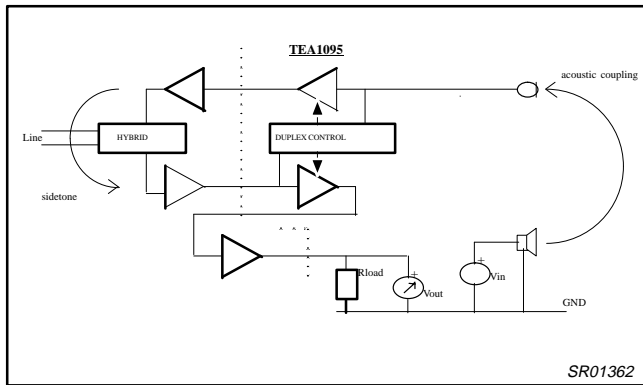 TEA1095
acoustic coupling
Line
HYBRID
DUPLEX CONTROL
sidetone
Rload
+
Vout
+
Vin
GND
SR01362